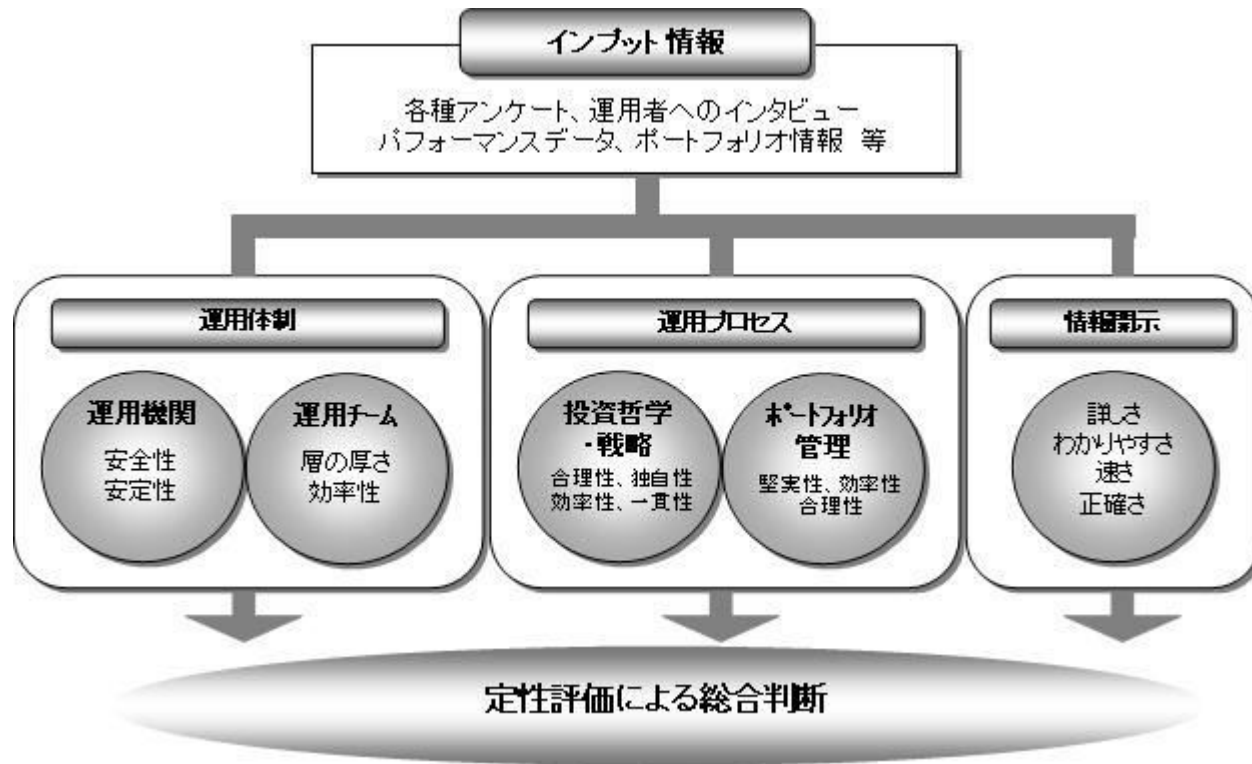 インプット情報
各種アンケート、運用者へのインタビュー
パフォーマンスデータ、ポートフォリオ情報 等
運用体制
運用機関
安全性
安定性
運用チーム
層の厚さ
効率性
運用プロセス
投資哲学
・戦略
合理性、独自性
効率性、一貫性
ポートフォリオ
管理
堅実性、効率性
合理性
情報開示
詳しさ
わかりやすさ
速さ
正確さ
定性評価による総合判断